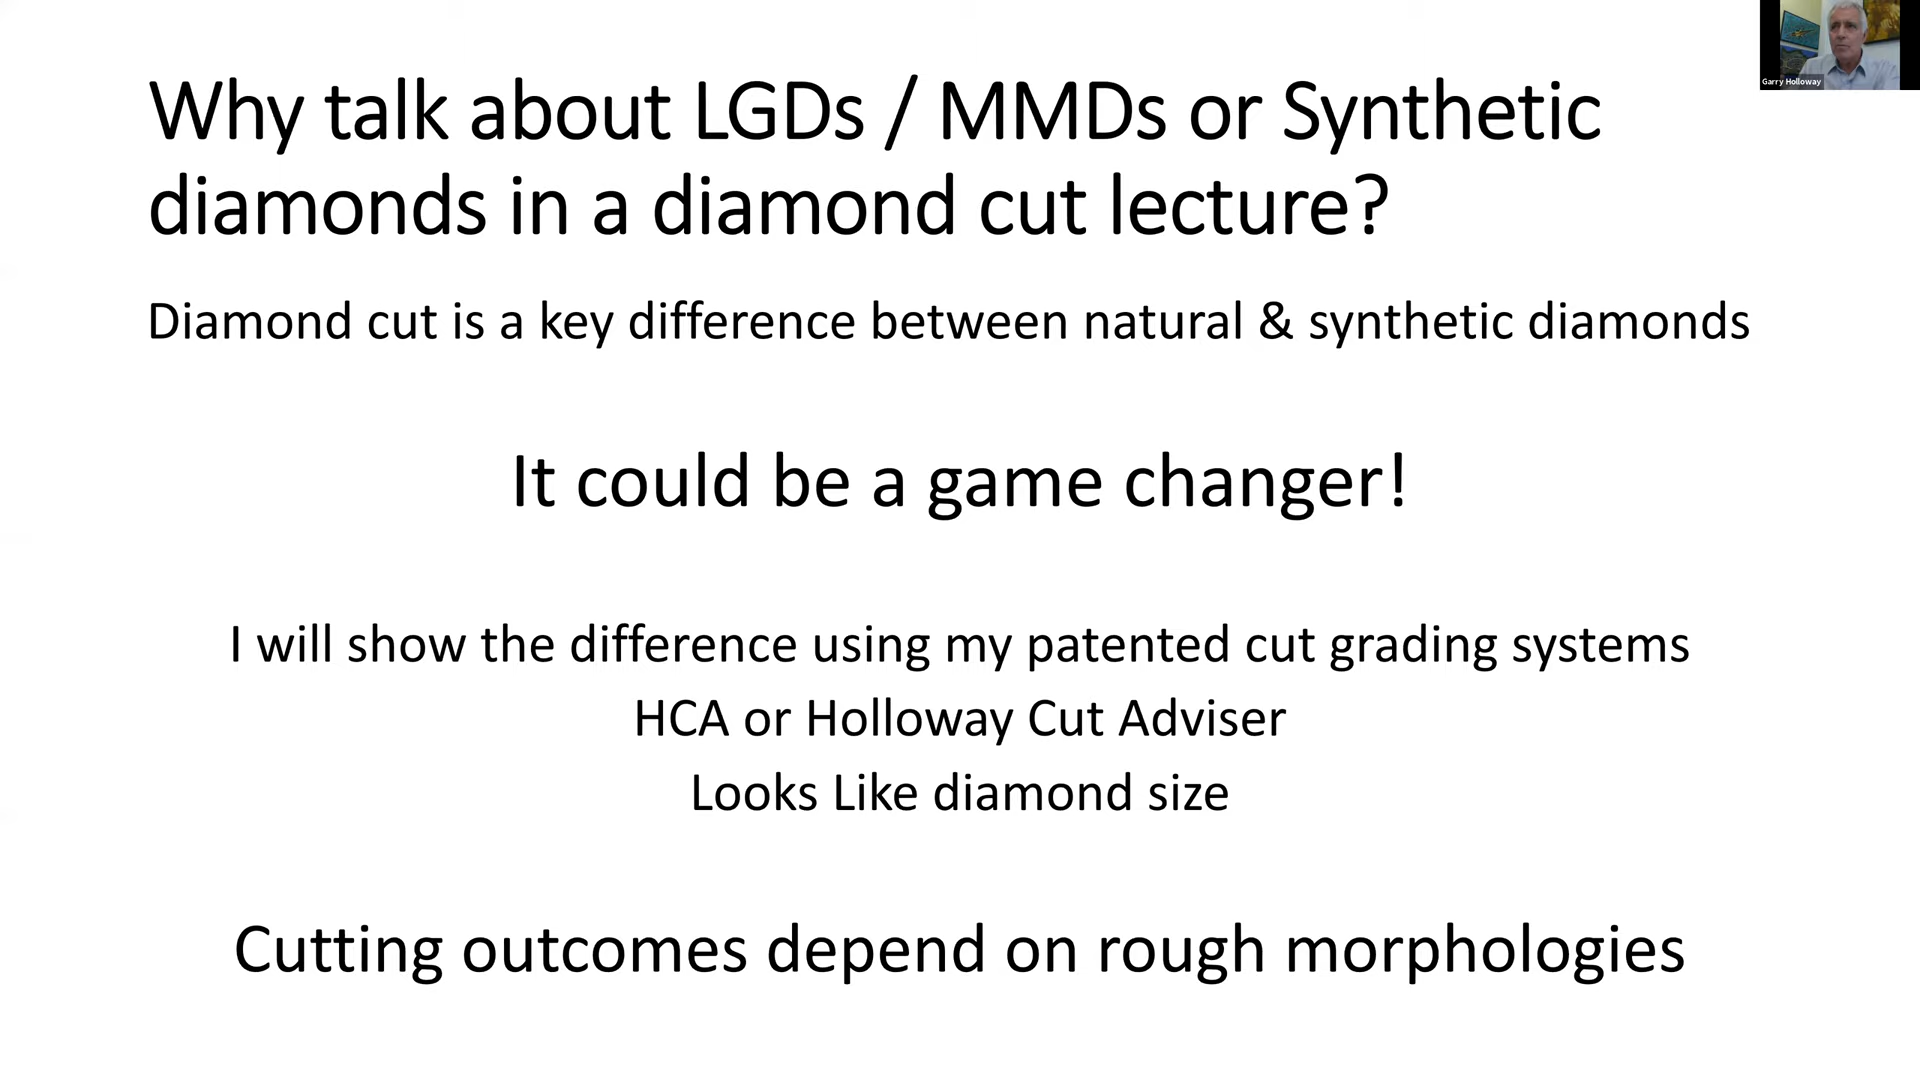 Why talk about LGDs / MMDs or Synthetic
diamonds in a diamond cut lecture?
Diamond cut is a key difference between natural & synthetic diamonds
It could be a game changer!
I will show the difference using my patented cut grading systems
HCA or Holloway Cut Adviser
Looks Like diamond size
Cutting outcomes depend on rough morphologies
Garry Holloway